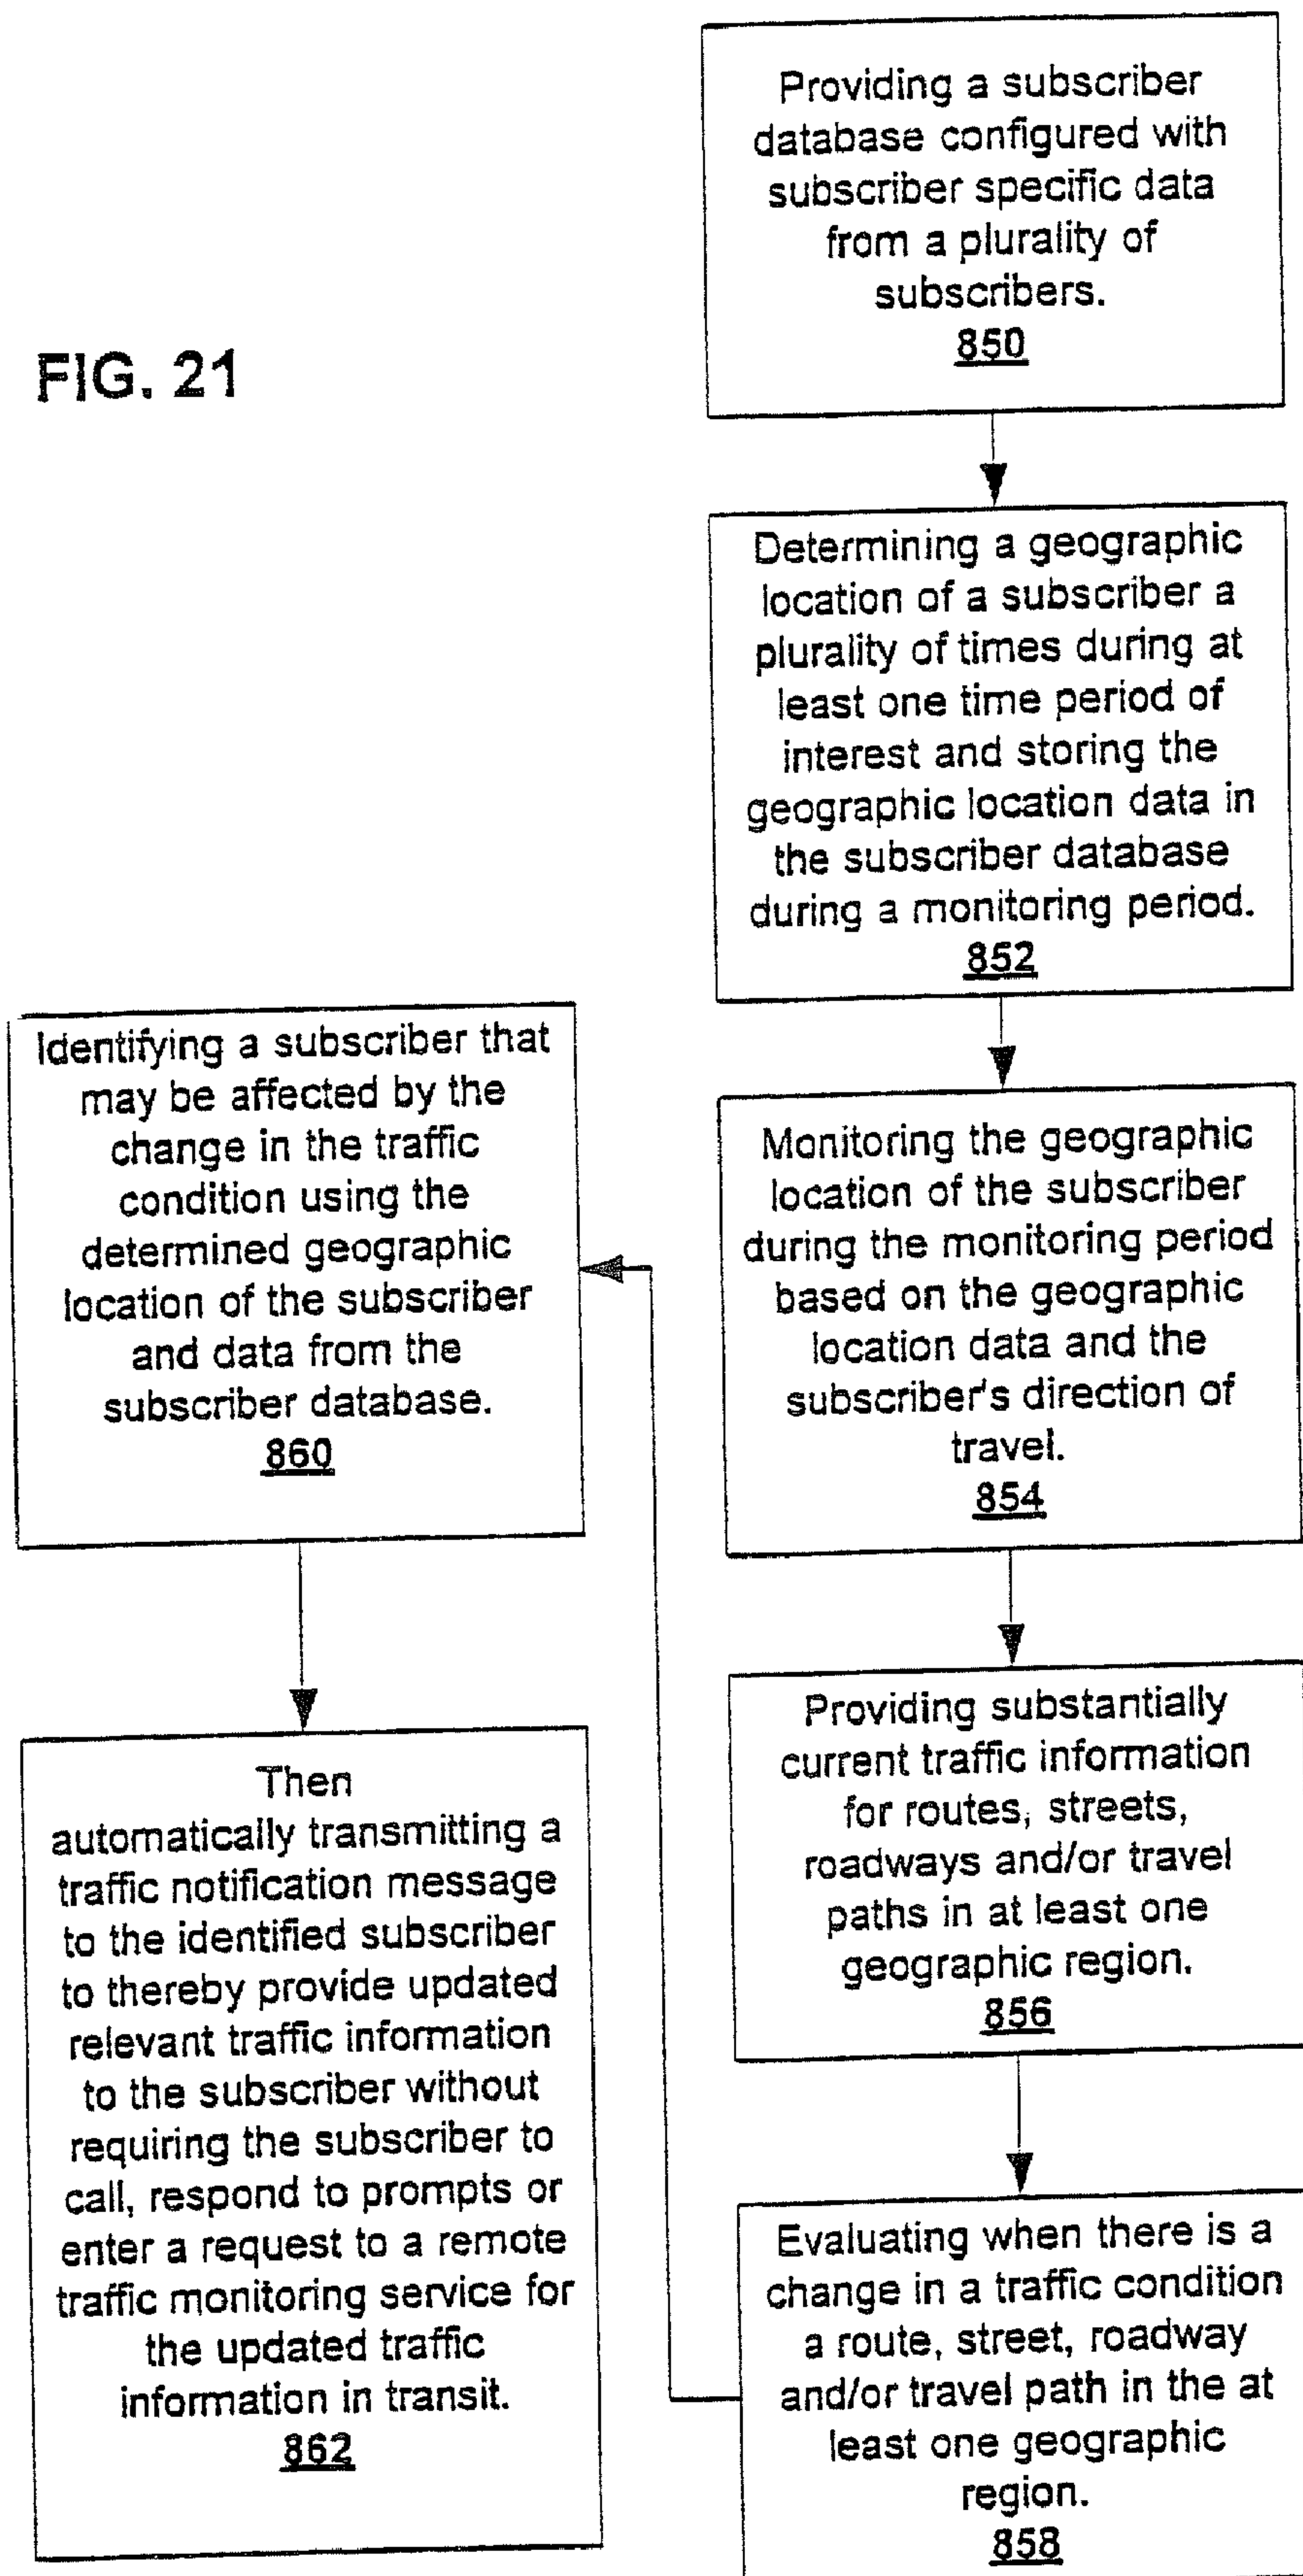 FIG. 21
Providing a subscriber
database configured with
subscriber specific data
from a plurality of
subscribers.
850
Determining a geographic
location of a subscriber a
plurality of times during at
least one time period of
interest and storing the
geographic location data in
the subscriber database
during a monitoring period.
852
Monitoring the geographic
location of the subscriber
during the monitoring period
based on the geographic
location data and the
subscriber's direction of
travel.
854
Providing substantially
current traffic information
for routes, streets,
roadways and/or travel
paths in at least one
geographic region.
856
Evaluating when there is a
change in a traffic condition
a route, street, roadway
and/or travel path in the at
least one geographic
region.
858
Identifying a subscriber that
may be affected by the
change in the traffic
condition using the
determined geographic
location of the subscriber
and data from the
subscriber database.
860
Then
automatically transmitting a
traffic notification message
to the identified subscriber
to thereby provide updated
relevant traffic information
to the subscriber without
requiring the subscriber to
call, respond to prompts or
enter a request to a remote
traffic monitoring service for
the updated traffic
information in transit.
862